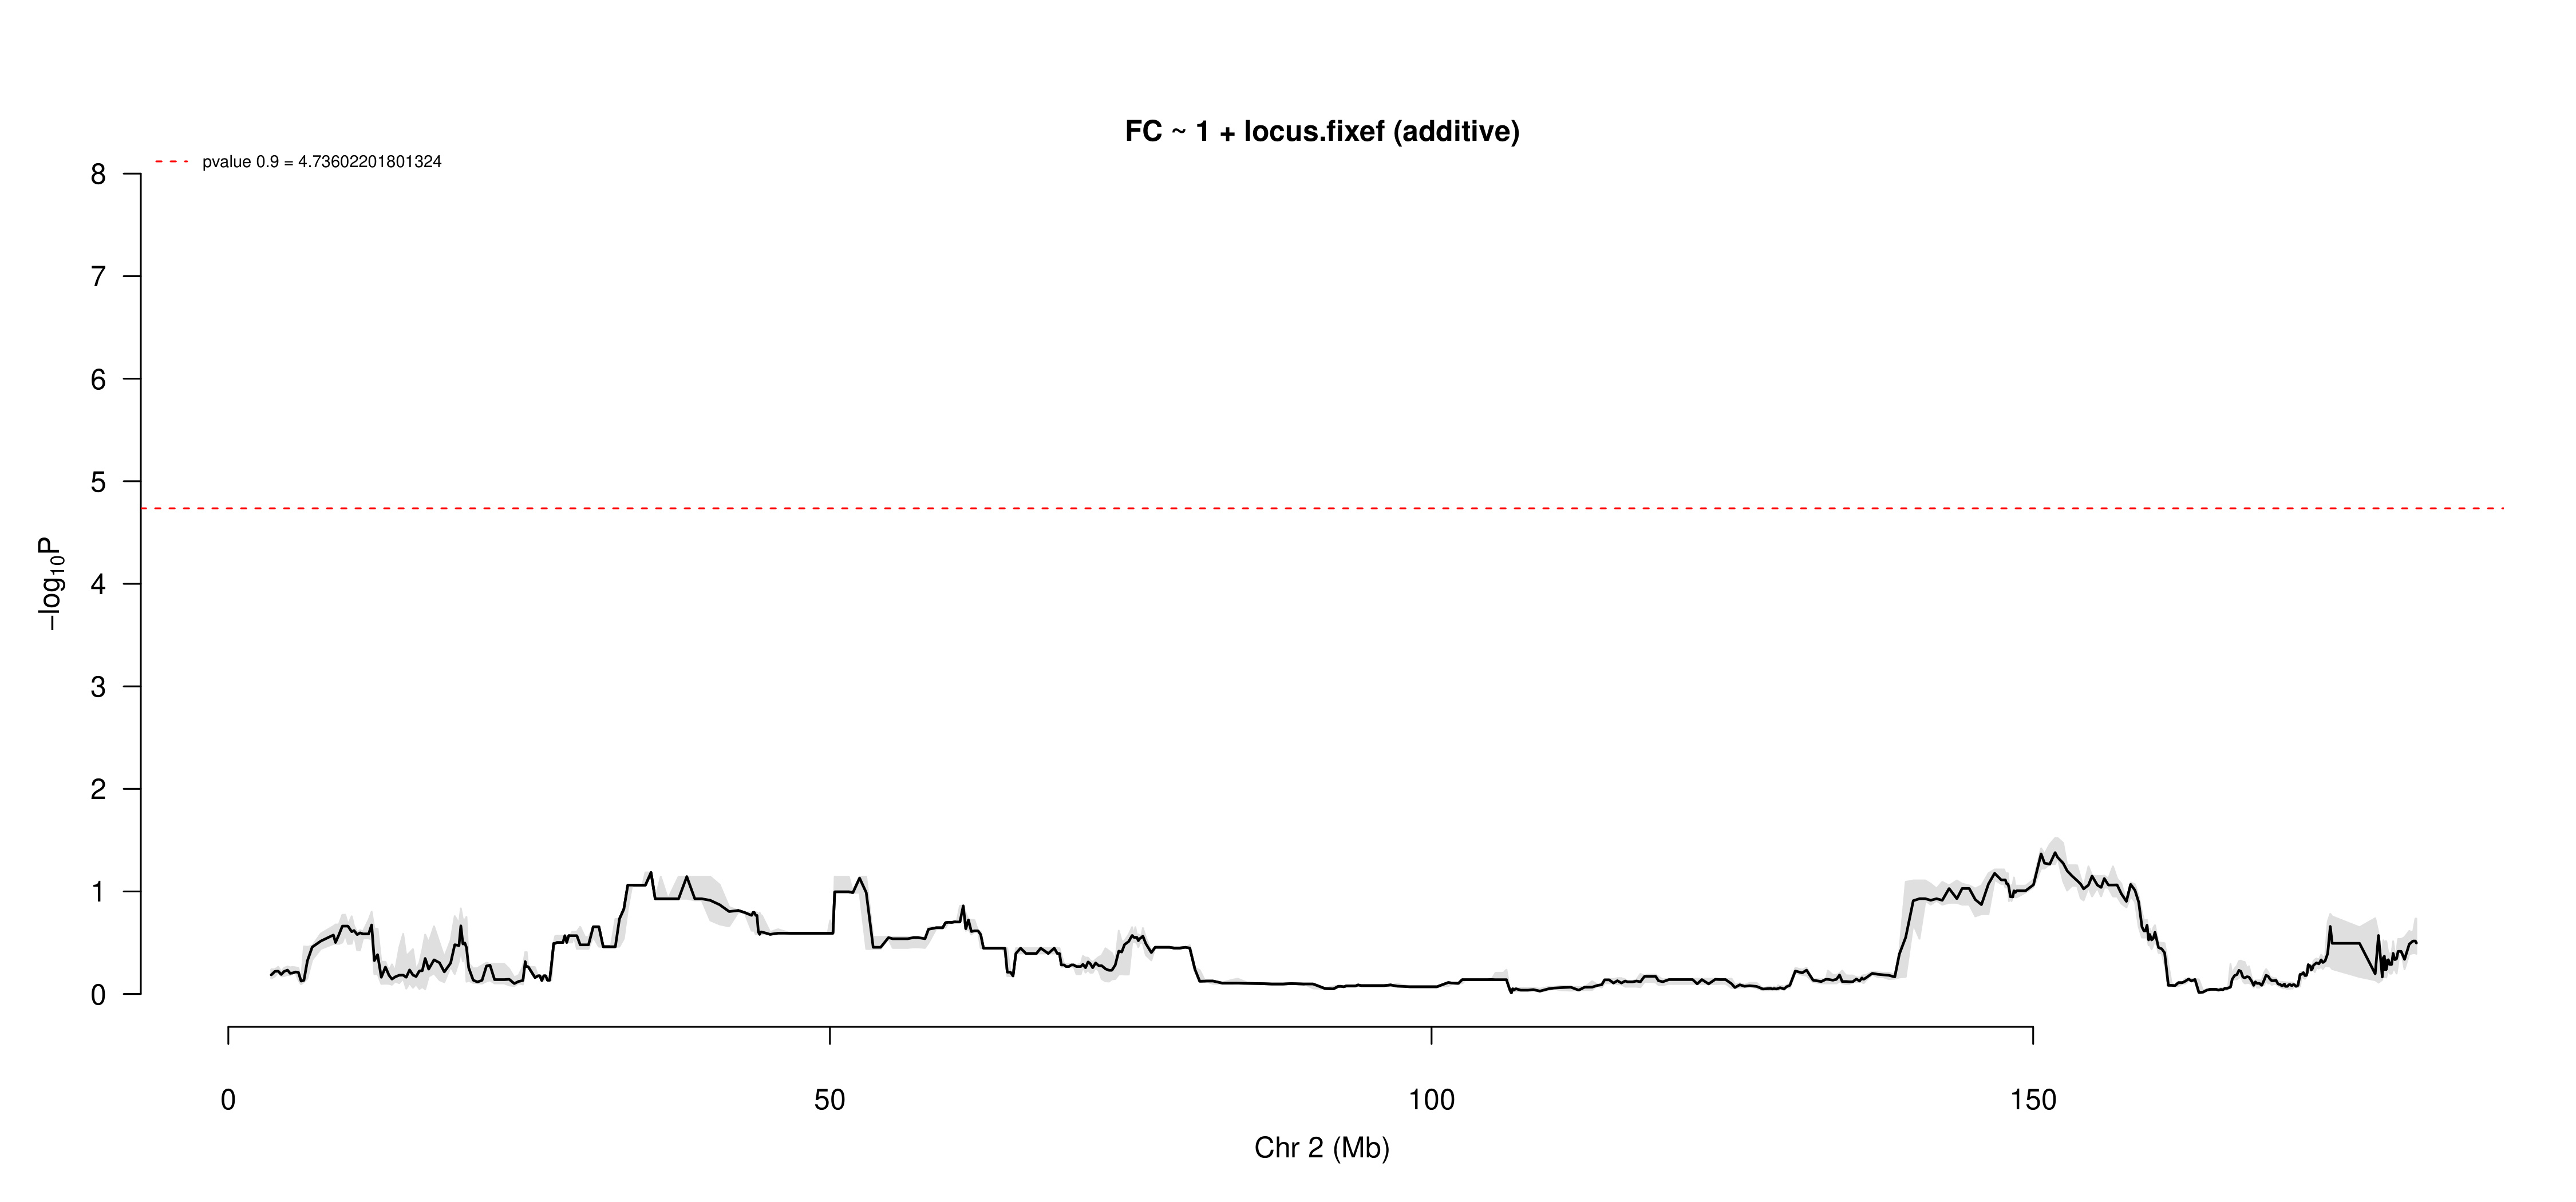 FC ~ 1 + locus.fixef (additive)
pvalue 0.9 = 4.73602201801324
8
7
6
5
4
3
2
1
0
−log10P
0 50 100 150
Chr 2 (Mb)